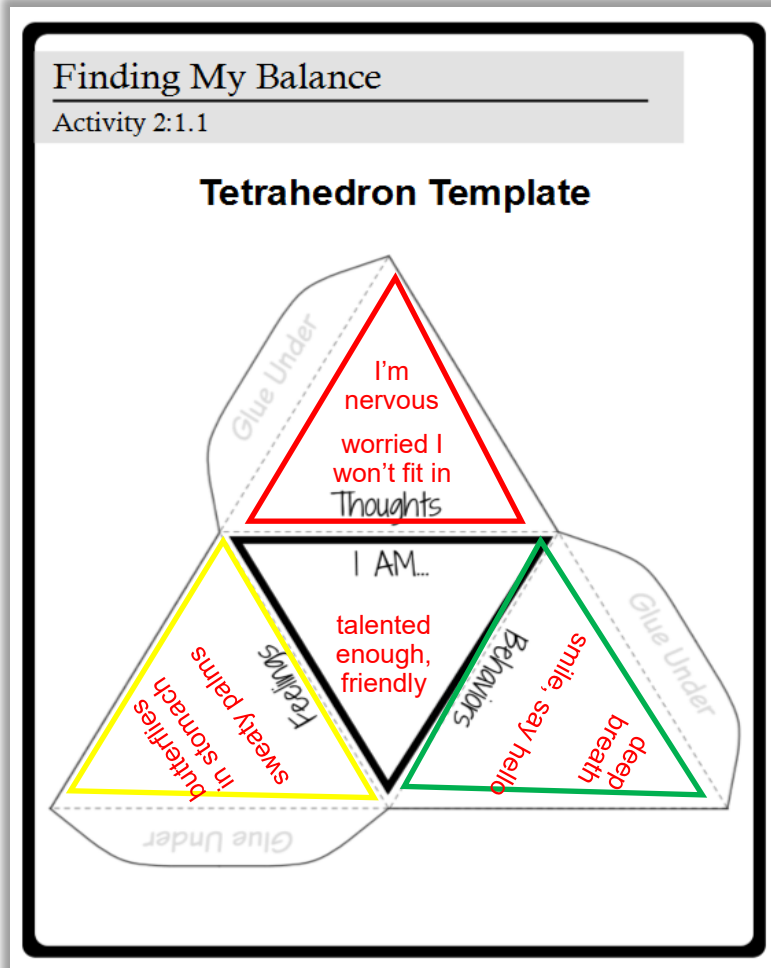 Finding My Balance
Activity 2:1.1
Tetrahedron Template
Glue Under
I'm
nervous
worried I
won't fit in
Thoughts
I AM...
talented
enough,
friendly
Feelings
sweaty palms
butterflies
in stomach
Behaviors
smile, say hello
deep
breath
Glue Under
Glue Under